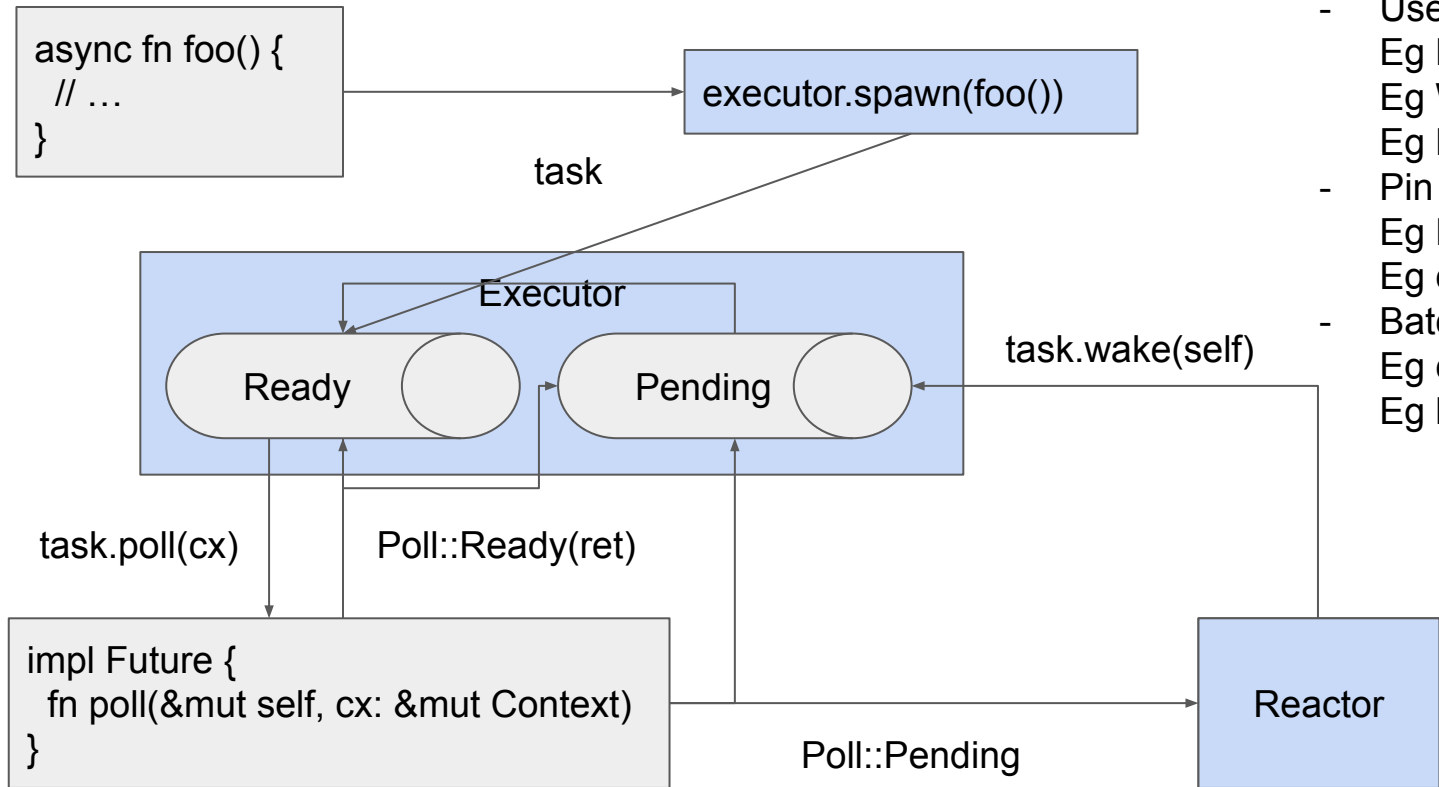 async fn foo() {
// …
}
executor.spawn(foo())
task
Executor
Ready
Pending
task.wake(self)
task.poll(cx)
Poll::Ready(ret)
impl Future {
fn poll(&mut self, cx: &mut Context)
}
Reactor
Poll::Pending
-
Eg
Eg
Eg
- Pin
Eg
Eg
-
Eg
Eg